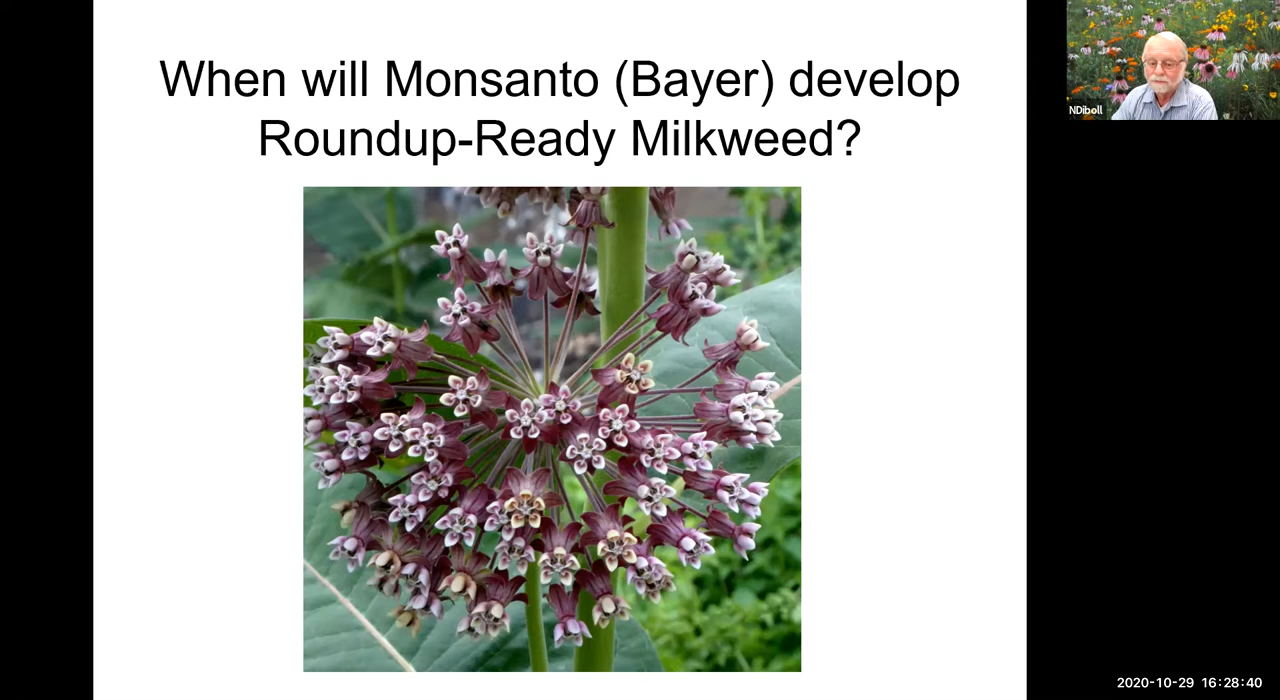 When will Monsanto (Bayer) develop
Roundup-Ready Milkweed?
NDiboll
2020-10-29 16:28:40